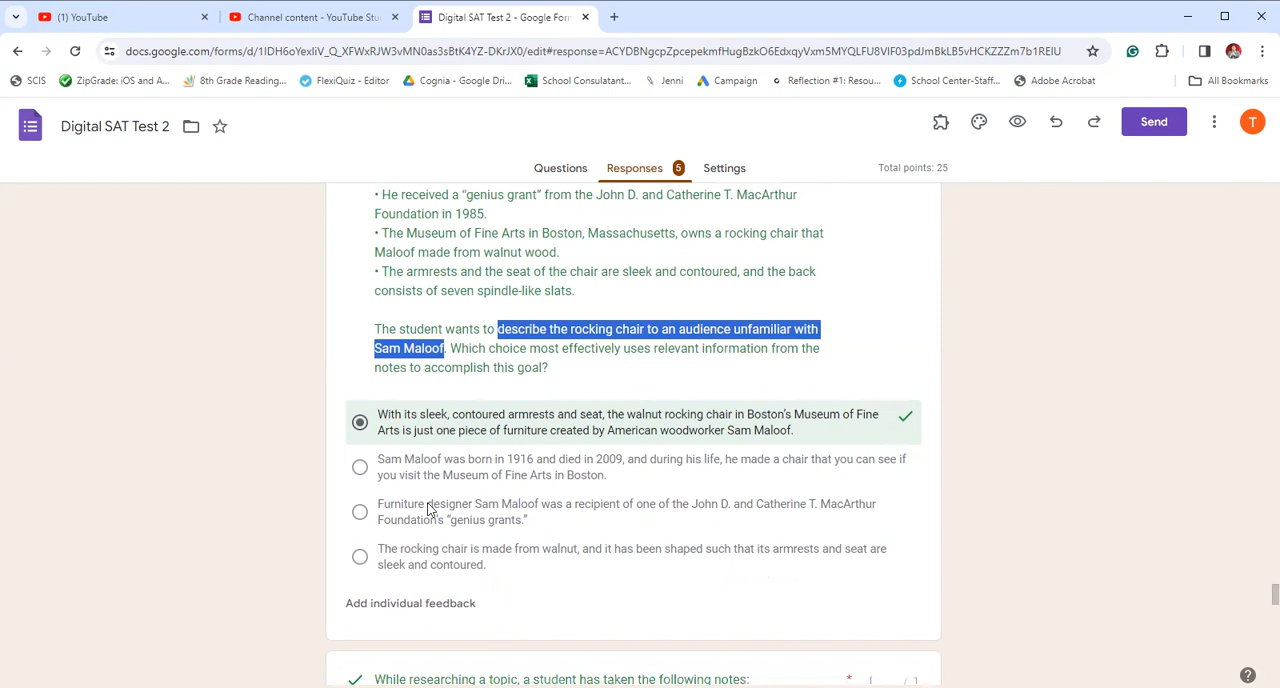 (1) YouTube
Channel content - YouTube Stu
Digital SAT Test 2 - Google For
docs.google.com/forms/d/1IDH6oYexIiV_Q_XFWxRJW3vMN0as3sBtK4YZ-DKrJX0/edit#response=ACYDBNgcpZpcepekmfHugBzkO6EdxqyVxm5MYQLFU8VlF03pdJmBkLB5vHCKZZZm7b1REIU
SCIS
ZipGrade: iOS and A...
8th Grade Reading...
FlexiQuiz - Editor
Cognia - Google Dri...
School Consulatant...
Jenni
Campaign
Reflection #1: Resou...
School Center-Staff...
Adobe Acrobat
All Bookmarks
Digital SAT Test 2
Send
T
Questions
Responses 5
Settings
Total points: 25
• He received a “genius grant” from the John D. and Catherine T. MacArthur
Foundation in 1985.
• The Museum of Fine Arts in Boston, Massachusetts, owns a rocking chair that
Maloof made from walnut wood.
• The armrests and the seat of the chair are sleek and contoured, and the back
consists of seven spindle-like slats.
The student wants to describe the rocking chair to an audience unfamiliar with
Sam Maloof. Which choice most effectively uses relevant information from the
notes to accomplish this goal?
With its sleek, contoured armrests and seat, the walnut rocking chair in Boston’s Museum of Fine
Arts is just one piece of furniture created by American woodworker Sam Maloof.
Sam Maloof was born in 1916 and died in 2009, and during his life, he made a chair that you can see if
you visit the Museum of Fine Arts in Boston.
Furniture designer Sam Maloof was a recipient of one of the John D. and Catherine T. MacArthur
Foundation’s “genius grants.”
The rocking chair is made from walnut, and it has been shaped such that its armrests and seat are
sleek and contoured.
Add individual feedback
While researching a topic, a student has taken the following notes: * 1 / 1